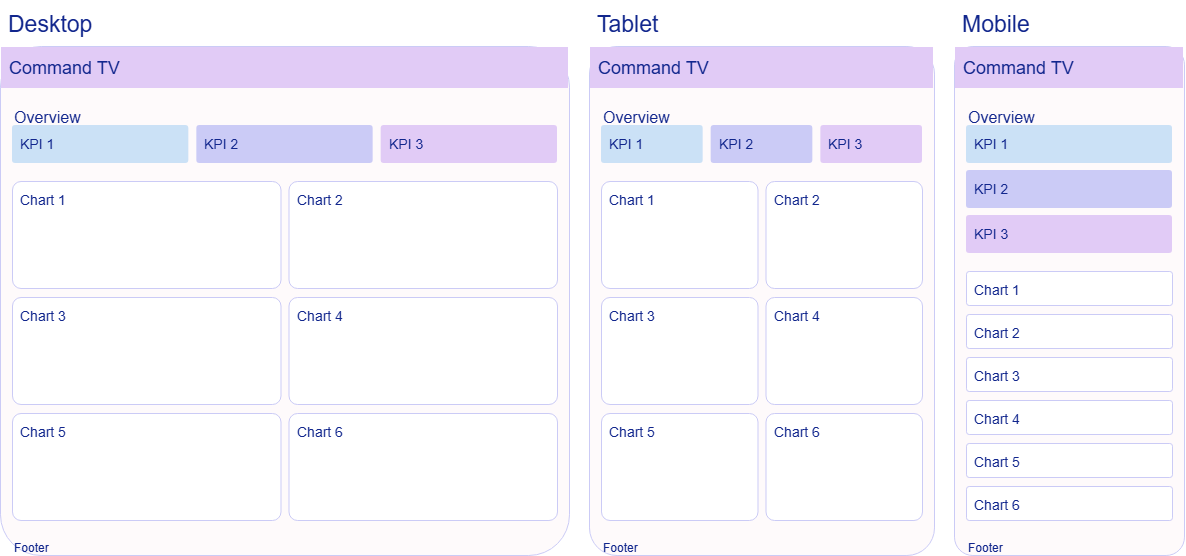 Desktop
Command TV
Overview
KPI 1
KPI 2
KPI 3
Chart 1
Chart 2
Chart 3
Chart 4
Chart 5
Chart 6
Footer
Tablet
Command TV
Overview
KPI 1
KPI 2
KPI 3
Chart 1
Chart 2
Chart 3
Chart 4
Chart 5
Chart 6
Footer
Mobile
Command TV
Overview
KPI 1
KPI 2
KPI 3
Chart 1
Chart 2
Chart 3
Chart 4
Chart 5
Chart 6
Footer